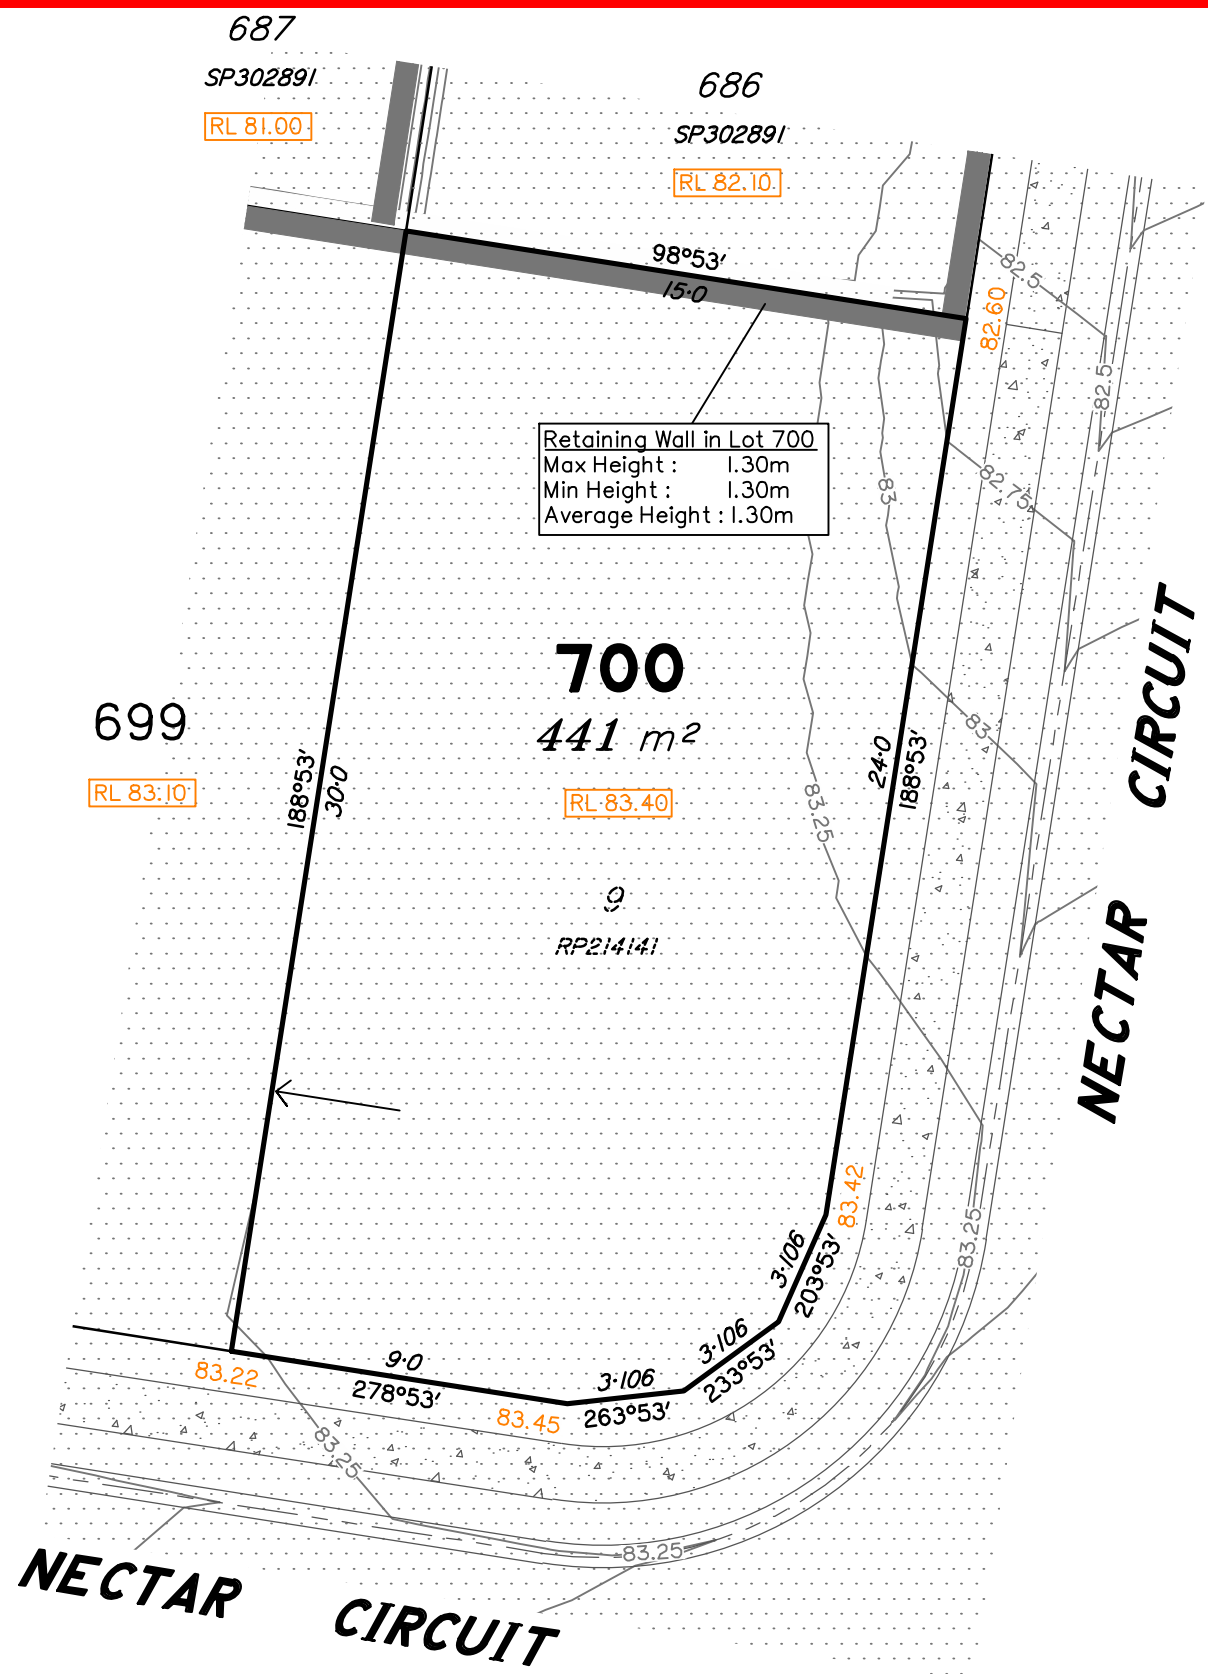 687
SP302891
RL 81.00
686
SP302891
RL 82.10
98°53'
15·0
82.5
82.60
82.5
Retaining Wall in Lot 700
Max Height : 1.30m
Min Height : 1.30m
Average Height : 1.30m
83
82.75
700
441 m²
699
RL 83.10
RL 83.40
188°53'
30·0
24·0
188°53'
83
83.25
NECTAR CIRCUIT
9
RP214141
83.42
83.25
3·106
203°53'
3·106
233°53'
3·106
263°53'
9·0
278°53'
83.22
83.45
83.25
83.25
NECTAR CIRCUIT